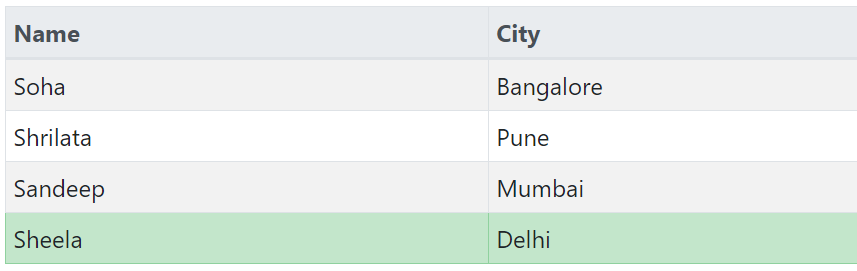 Name City
Soha Bangalore
Shrilata Pune
Sandeep Mumbai
Sheela Delhi